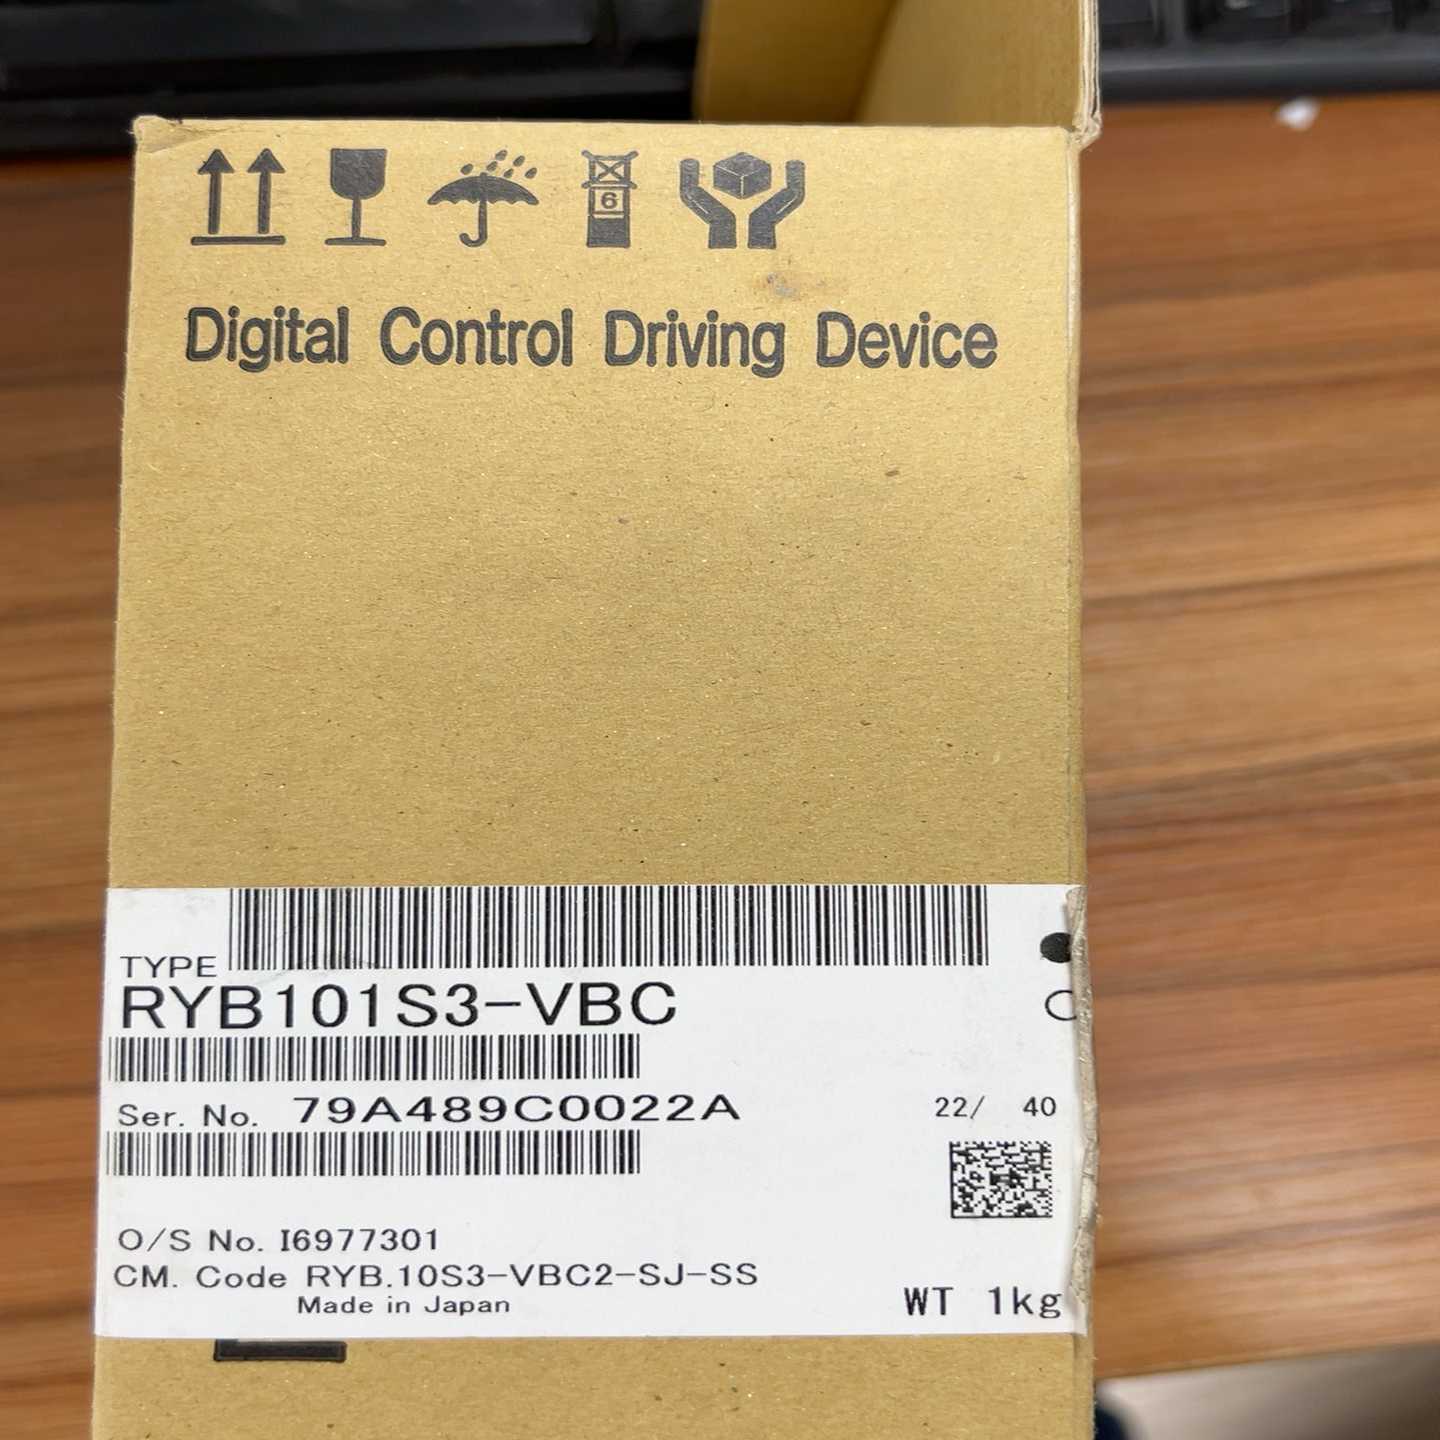 6
Digital Control Driving Device
TYPE
RYB101S3-VBC
Ser. No. 79A489C0022A
22/ 40
O/S No. I6977301
CM. Code RYB.10S3-VBC2-SJ-SS
Made in Japan
WT 1kg